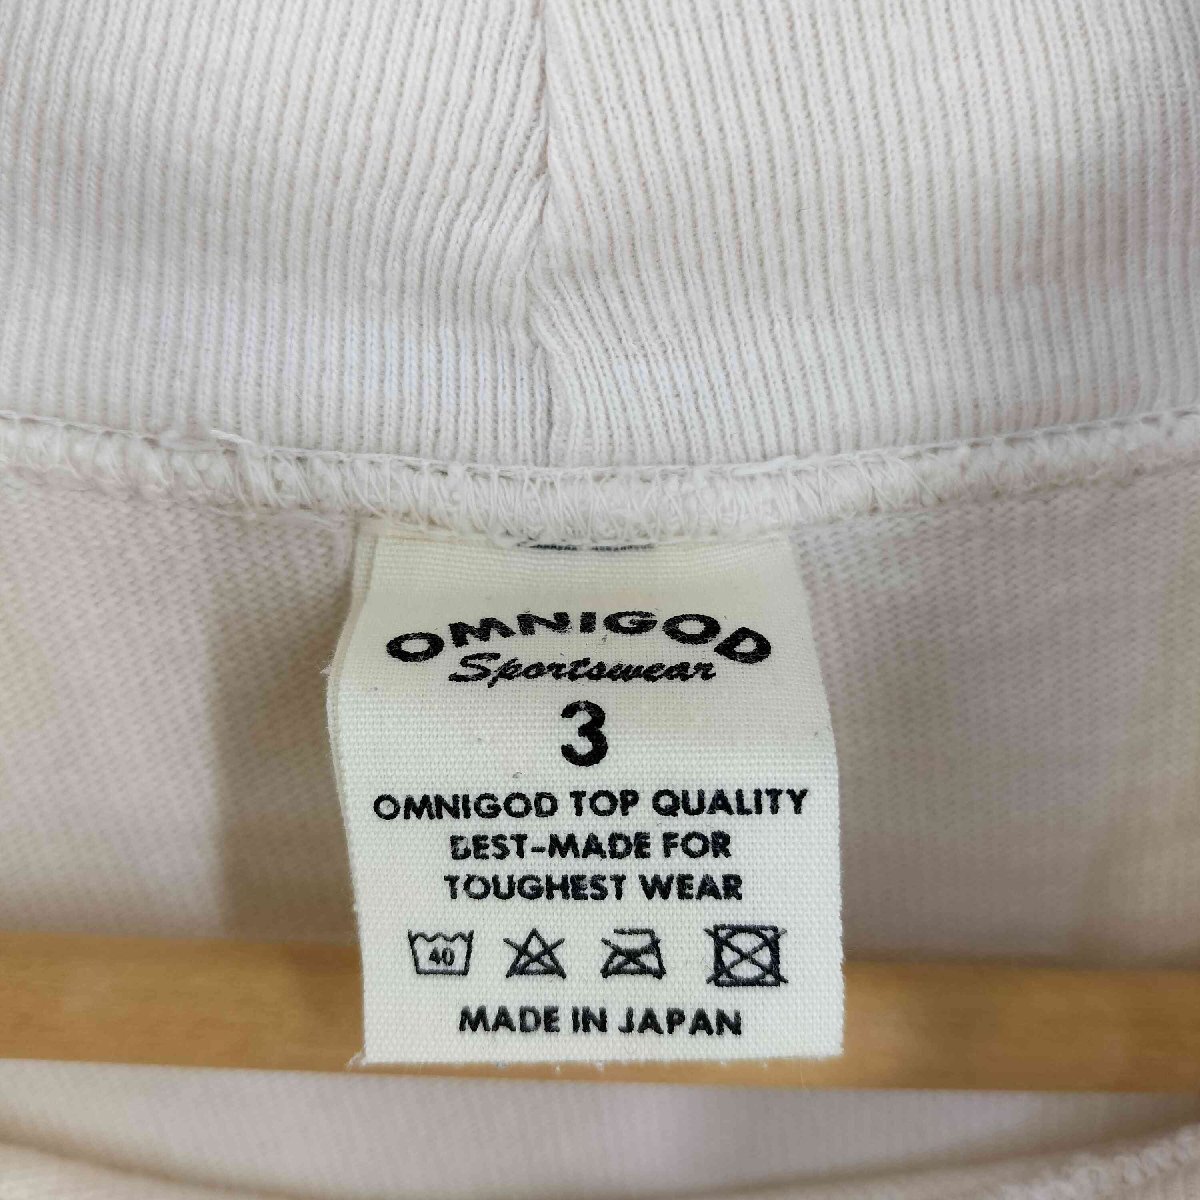 OMNIGOD
Sportswear
3
OMNIGOD TOP QUALITY
BEST-MADE FOR
TOUGHEST WEAR
40
MADE IN JAPAN